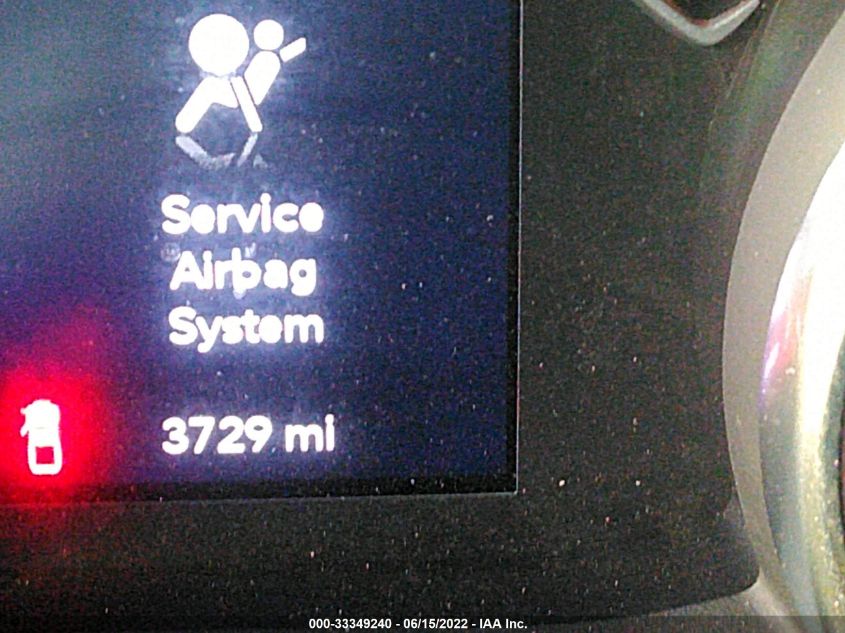 Service
Airbag
System
3729 mi
000-33349240 - 06/15/2022 - IAA Inc.